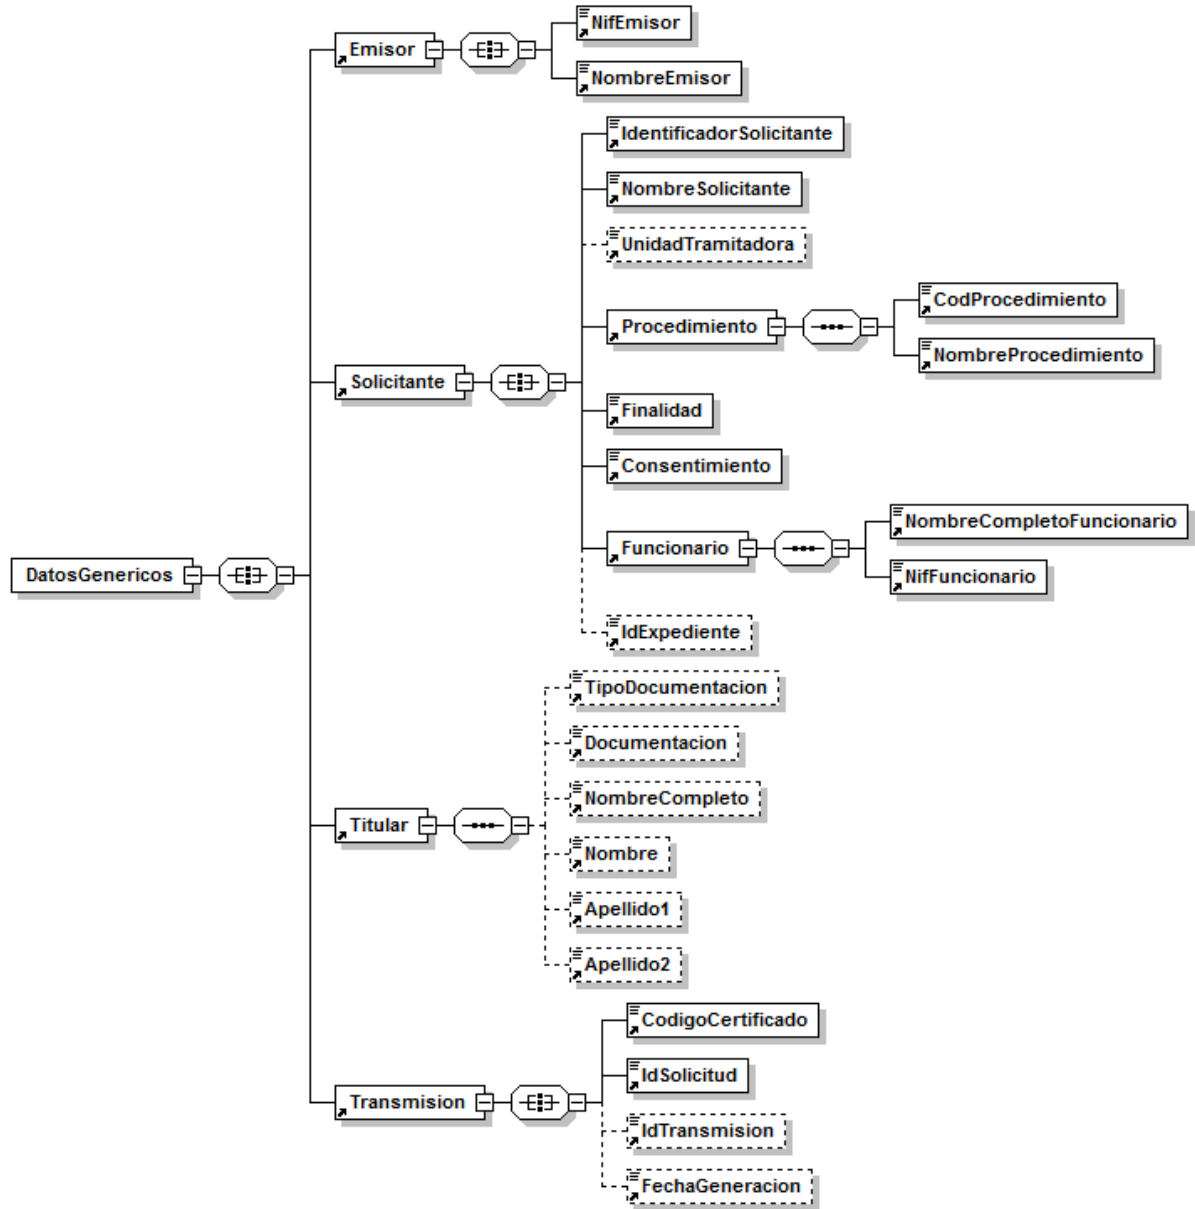 NifEmisor
Emisor
NombreEmisor
IdentificadorSolicitante
NombreSolicitante
UnidadTramitadora
CodProcedimiento
Procedimiento
NombreProcedimiento
Solicitante
Finalidad
Consentimiento
NombreCompletoFuncionario
Funcionario
DatosGenericos
NifFuncionario
IdExpediente
TipoDocumentacion
Documentacion
NombreCompleto
Titular
Nombre
Apellido1
Apellido2
CodigoCertificado
IdSolicitud
Transmision
IdTransmision
FechaGeneracion